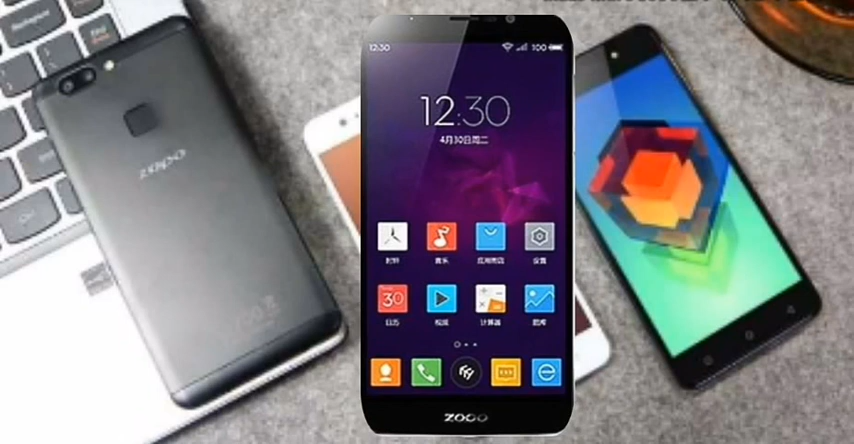 zopo
12:30
100
12:30
4月30日周二
时钟
音乐
应用商店
设置
30
日历
视频
计算器
图库
ZOPO